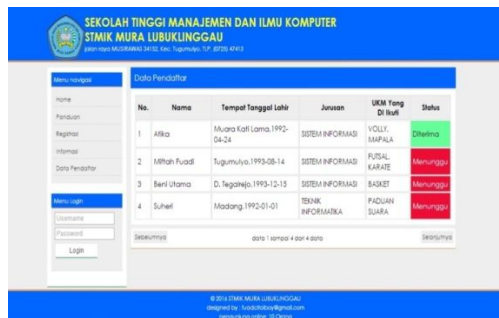 SEKOLAH TINGGI MANAJEMEN DAN ILMU KOMPUTER
STMIK MURA LUBUKLINGGAU
Menu navigasi
Home
Panduan
Registrasi
Informasi
Data Pendaftar
Menu Login
Username
Password
Login
Data Pendaftar
No. Nama Tempat Tanggal Lahir Jurusan UKM Yang Di Ikuti Status
1 Atika Muara Kati Lama,1992-04-24 SISTEM INFORMASI VOLLY, MAPALA Diterima
2 Miftah Fuadi Tugumulyo,1993-08-14 SISTEM INFORMASI FUTSAL, KARATE Menunggu
3 Beni Utama D. Tegalrejo,1993-12-15 SISTEM INFORMASI BASKET Menunggu
4 Suheri Madang,1992-01-01 TEKNIK INFORMATIKA PADUAN SUARA Menunggu
Sebelumnya data 1 sampai 4 dari 4 data Selanjutnya
© 2016 STMIK MURA LUBUKLINGGAU